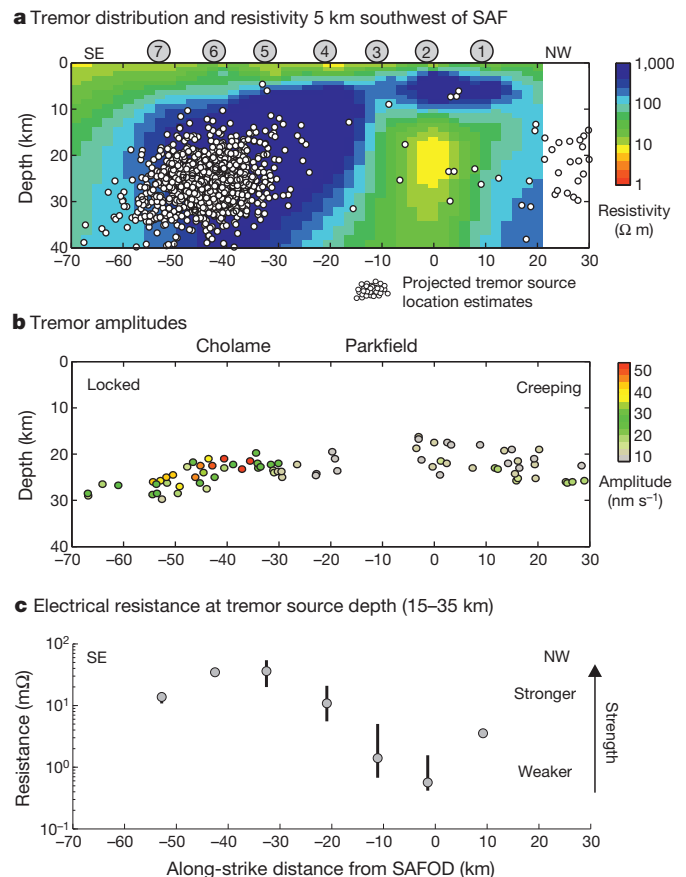 a Tremor distribution and resistivity 5 km southwest of SAF
SE 7 6 5 4 3 2 1 NW
0
10
20
30
40
Depth (km)
–70 –60 –50 –40 –30 –20 –10 0 10 20 30
1,000
100
10
1
Resistivity
(Ω m)
Projected tremor source
location estimates
b Tremor amplitudes
Cholame Parkfield
Locked Creeping
0
10
20
30
40
Depth (km)
–70 –60 –50 –40 –30 –20 –10 0 10 20 30
50
40
30
20
10
Amplitude
(nm s⁻¹)
c Electrical resistance at tremor source depth (15–35 km)
SE NW
10²
10¹
10⁰
10⁻¹
Resistance (mΩ)
Stronger
Weaker
Strength
–70 –60 –50 –40 –30 –20 –10 0 10 20 30
Along-strike distance from SAFOD (km)